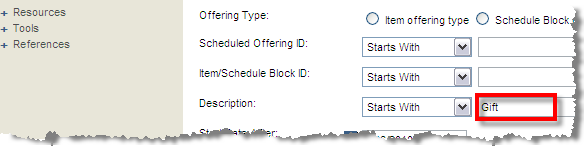 + Resources
+ Tools
+ References
Offering Type: Item offering type Schedule Block
Scheduled Offering ID: Starts With
Item/Schedule Block ID: Starts With
Description: Starts With Gift